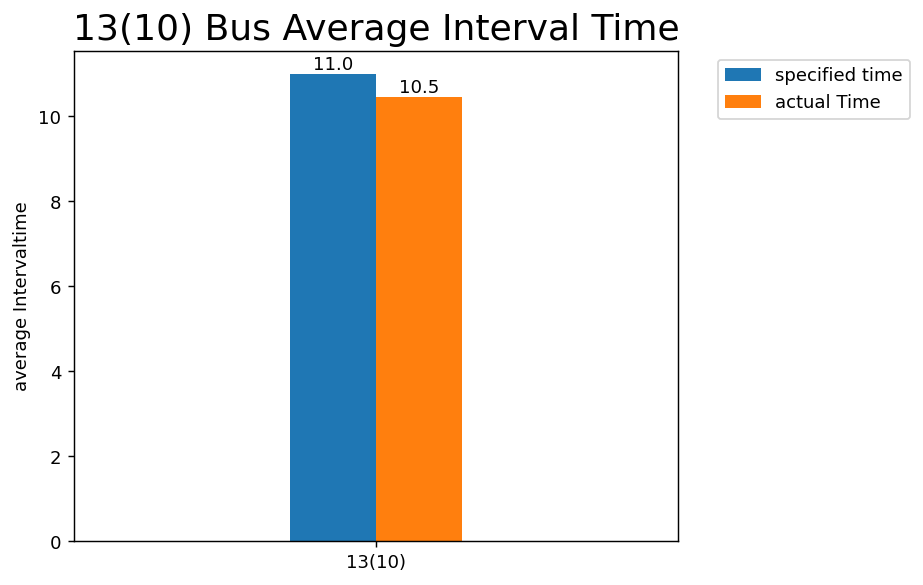 13(10) Bus Average Interval Time
11.0
10.5
specified time
actual Time
10
8
6
4
2
0
average Intervaltime
13(10)